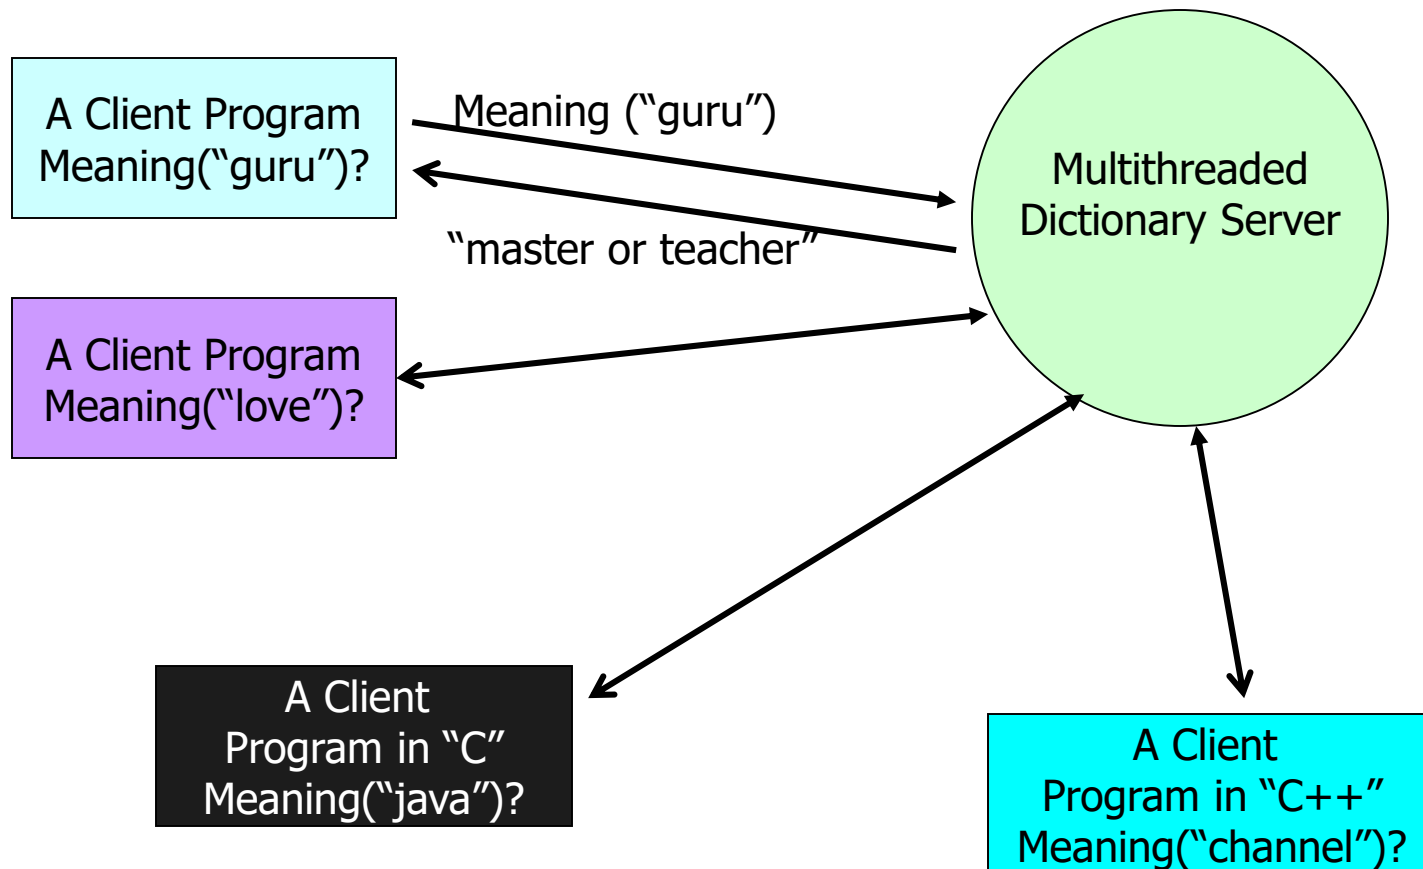 A Client Program
Meaning(“guru”)?
Meaning (“guru”)
“master or teacher”
Multithreaded
Dictionary Server
A Client Program
Meaning(“love”)?
A Client
Program in “C”
Meaning(“java”)?
A Client
Program in “C++”
Meaning(“channel”)?